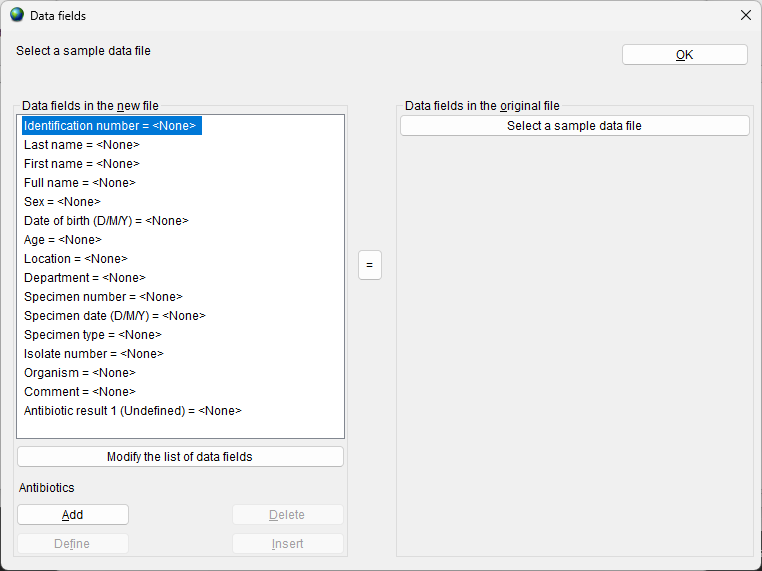 Data fields
Select a sample data file
OK
Data fields in the new file
Identification number = <None>
Last name = <None>
First name = <None>
Full name = <None>
Sex = <None>
Date of birth (D/M/Y) = <None>
Age = <None>
Location = <None>
Department = <None>
Specimen number = <None>
Specimen date (D/M/Y) = <None>
Specimen type = <None>
Isolate number = <None>
Organism = <None>
Comment = <None>
Antibiotic result 1 (Undefined) = <None>
Modify the list of data fields
Antibiotics
Add
Delete
Define
Insert
=
Data fields in the original file
Select a sample data file